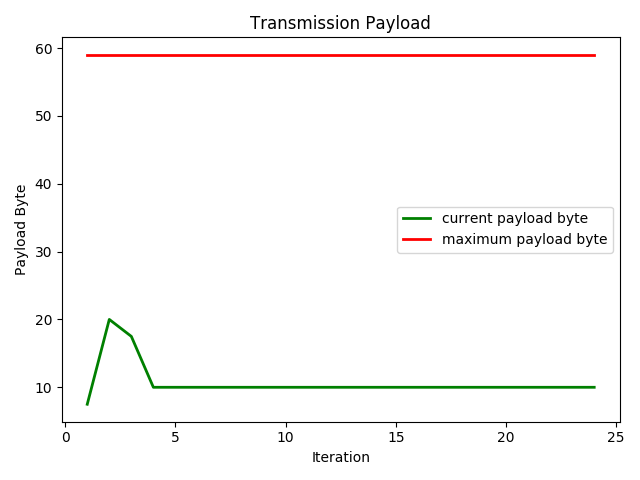 Transmission Payload
60
50
40
30
20
10
Payload Byte
current payload byte
maximum payload byte
0 5 10 15 20 25
Iteration